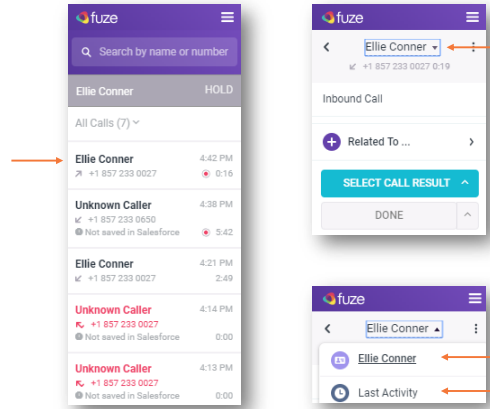 fuze
Search by name or number
Ellie Conner HOLD
All Calls (7)
Ellie Conner 4:42 PM
+1 857 233 0027 0:16
Unknown Caller 4:38 PM
+1 857 233 0650
Not saved in Salesforce 5:42
Ellie Conner 4:21 PM
+1 857 233 0027 2:49
Unknown Caller 4:14 PM
+1 857 233 0027
Not saved in Salesforce 0:00
Unknown Caller 4:13 PM
+1 857 233 0027
Not saved in Salesforce 0:00
fuze
Ellie Conner
+1 857 233 0027 0:19
Inbound Call
Related To ...
SELECT CALL RESULT
DONE
fuze
Ellie Conner
Ellie Conner
Last Activity